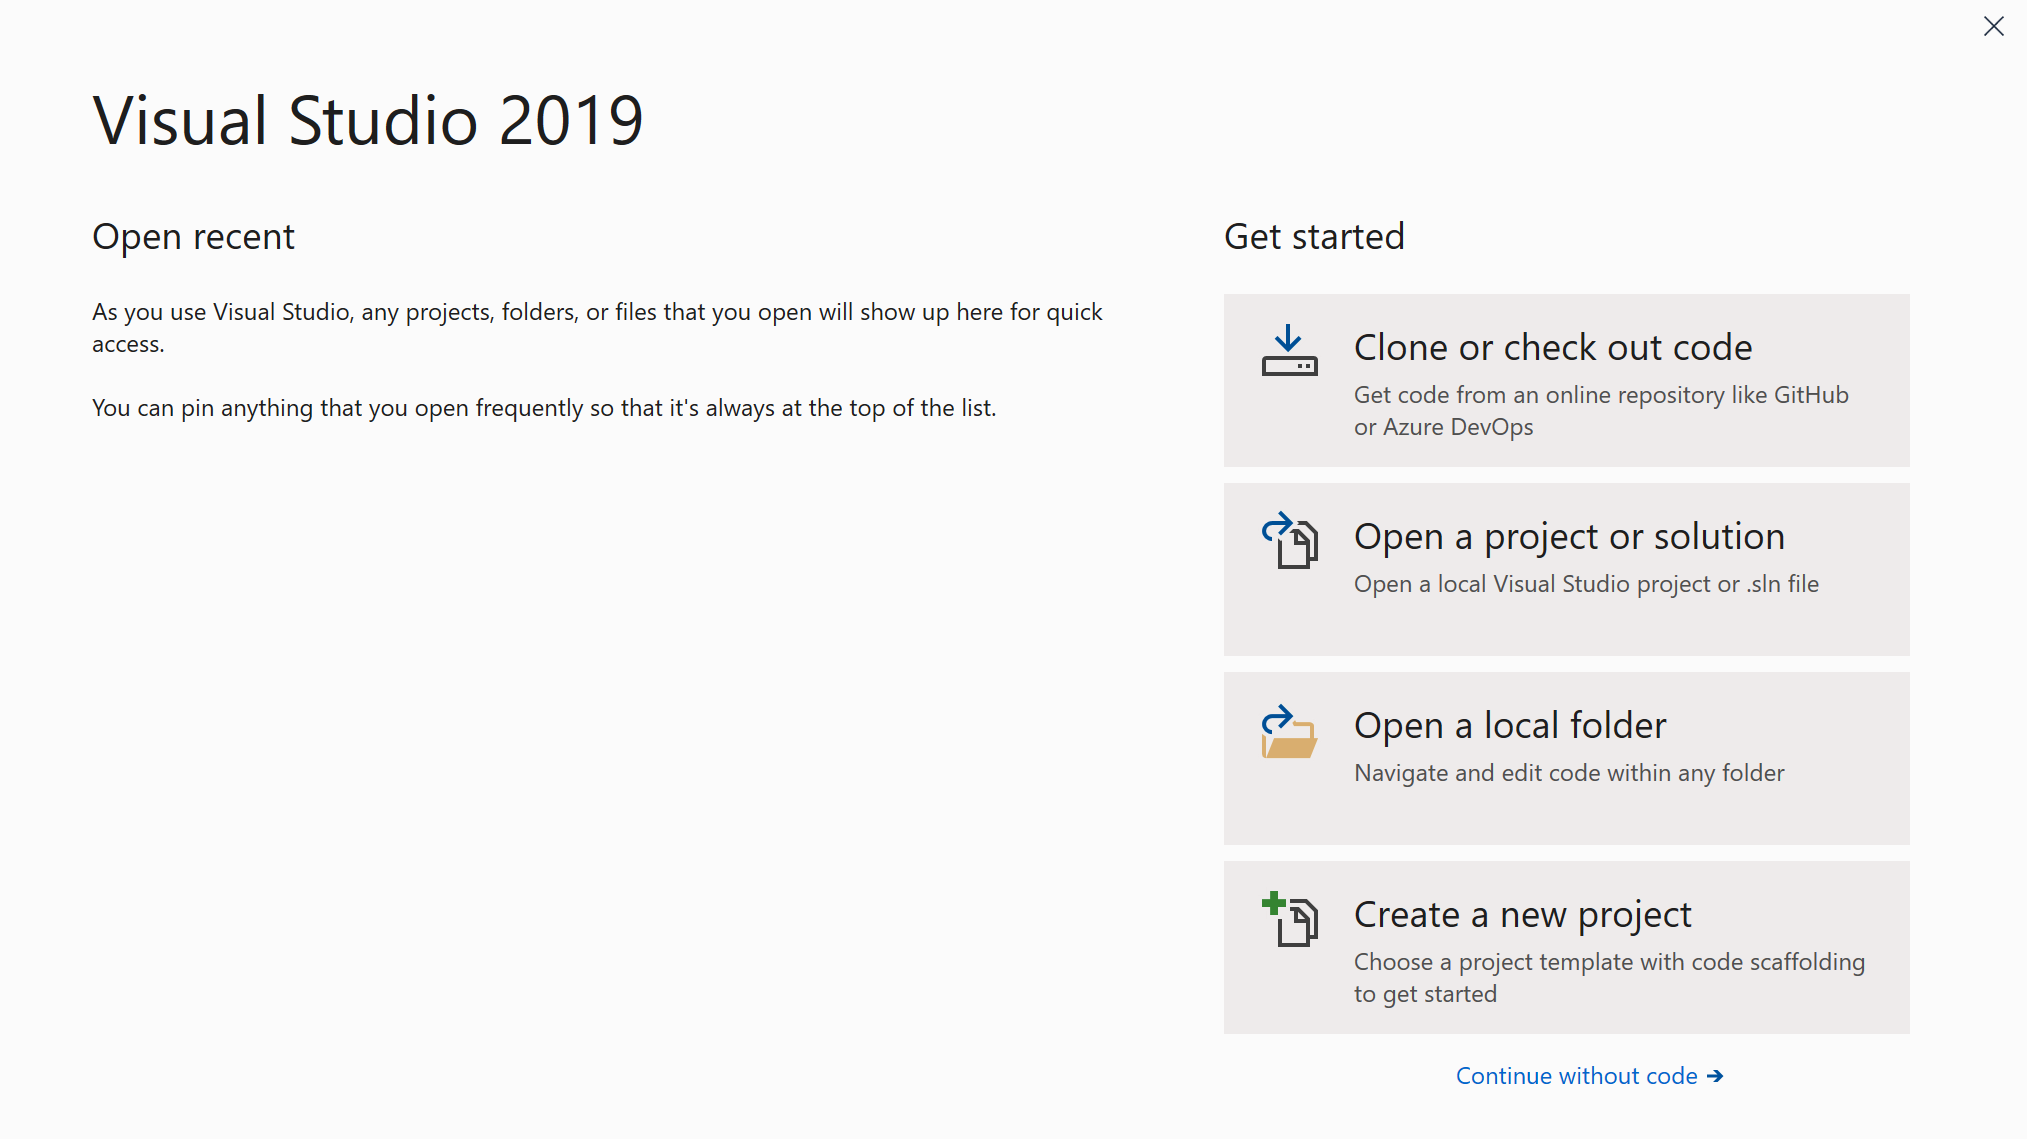 Visual Studio 2019
Open recent
As you use Visual Studio, any projects, folders, or files that you open will show up here for quick
access.
You can pin anything that you open frequently so that it's always at the top of the list.
Get started
Clone or check out code
Get code from an online repository like GitHub
or Azure DevOps
Open a project or solution
Open a local Visual Studio project or .sln file
Open a local folder
Navigate and edit code within any folder
Create a new project
Choose a project template with code scaffolding
to get started
Continue without code →